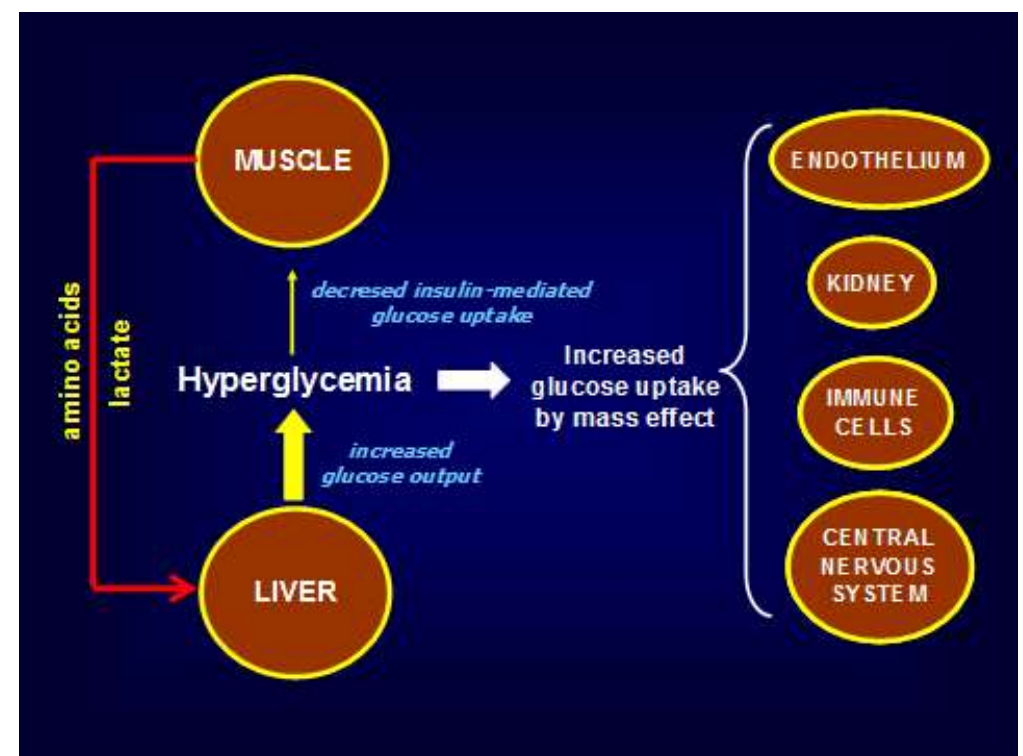 MUSCLE
amino acids
lactate
decresed insulin-mediated
glucose uptake
Hyperglycemia
increased
glucose output
LIVER
Increased
glucose uptake
by mass effect
ENDOTHELIUM
KIDNEY
IMMUNE
CELLS
CENTRAL
NERVOUS
SYSTEM